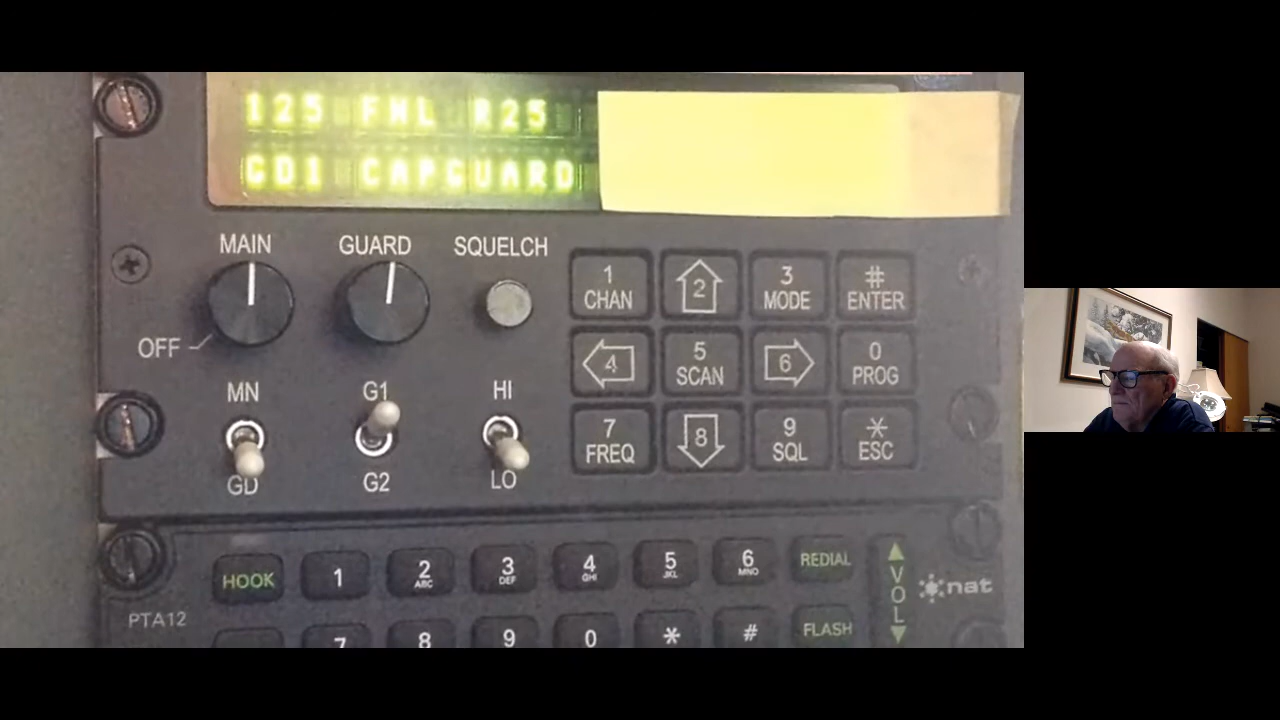 125 FML R25
GD1 CAPGUARD
MAIN GUARD SQUELCH
OFF
MN G1 HI
GD G2 LO
1 CHAN 2 3 MODE # ENTER
4 5 SCAN 6 0 PROG
7 FREQ 8 9 SQL * ESC
HOOK 1 2 ABC 3 DEF 4 GHI 5 JKL 6 MNO REDIAL
VOL
nat
PTA12
7 8 9 0 * # FLASH